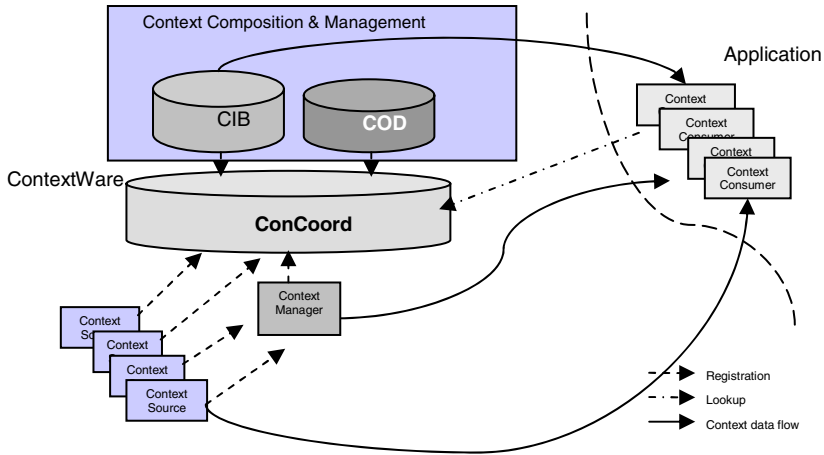 Context Composition & Management
Application
CIB
COD
Context
Context
Consumer
Context
Context
Consumer
ContextWare
ConCoord
Context
Manager
Context
Context
Context
Context
Source
Registration
Lookup
Context data flow